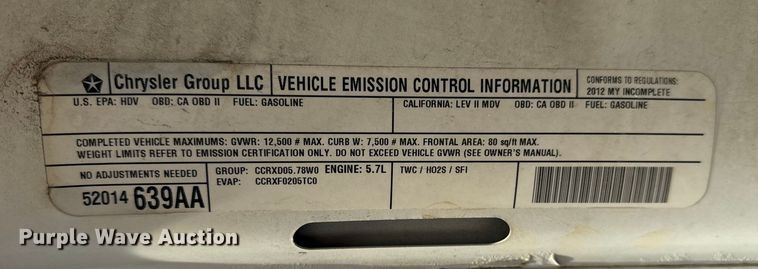 Chrysler Group LLC VEHICLE EMISSION CONTROL INFORMATION CONFORMS TO REGULATIONS:
2012 MY INCOMPLETE
U.S. EPA: HDV OBD: CA OBD II FUEL: GASOLINE CALIFORNIA: LEV II MDV OBD: CA OBD II FUEL: GASOLINE
COMPLETED VEHICLE MAXIMUMS: GVWR: 12,500 # MAX. CURB W: 7,500 # MAX. FRONTAL AREA: 80 sq/ft MAX.
WEIGHT LIMITS REFER TO EMISSION CERTIFICATION ONLY. DO NOT EXCEED VEHICLE GVWR (SEE OWNER'S MANUAL).
NO ADJUSTMENTS NEEDED GROUP: CCRXD05.78W0 ENGINE: 5.7L TWC / HO2S / SFI
EVAP: CCRXF0205TC0
52014 639AA
Purple Wave Auction